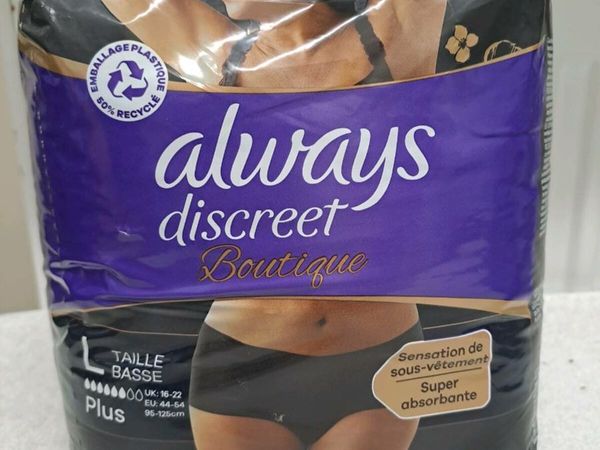 EMBALLAGE PLASTIQUE
50% RECYCLÉ
always
discreet
Boutique
L TAILLE
BASSE
Plus
UK: 16-22
EU: 44-54
95-125cm
Sensation de
sous-vêtement
Super
absorbante